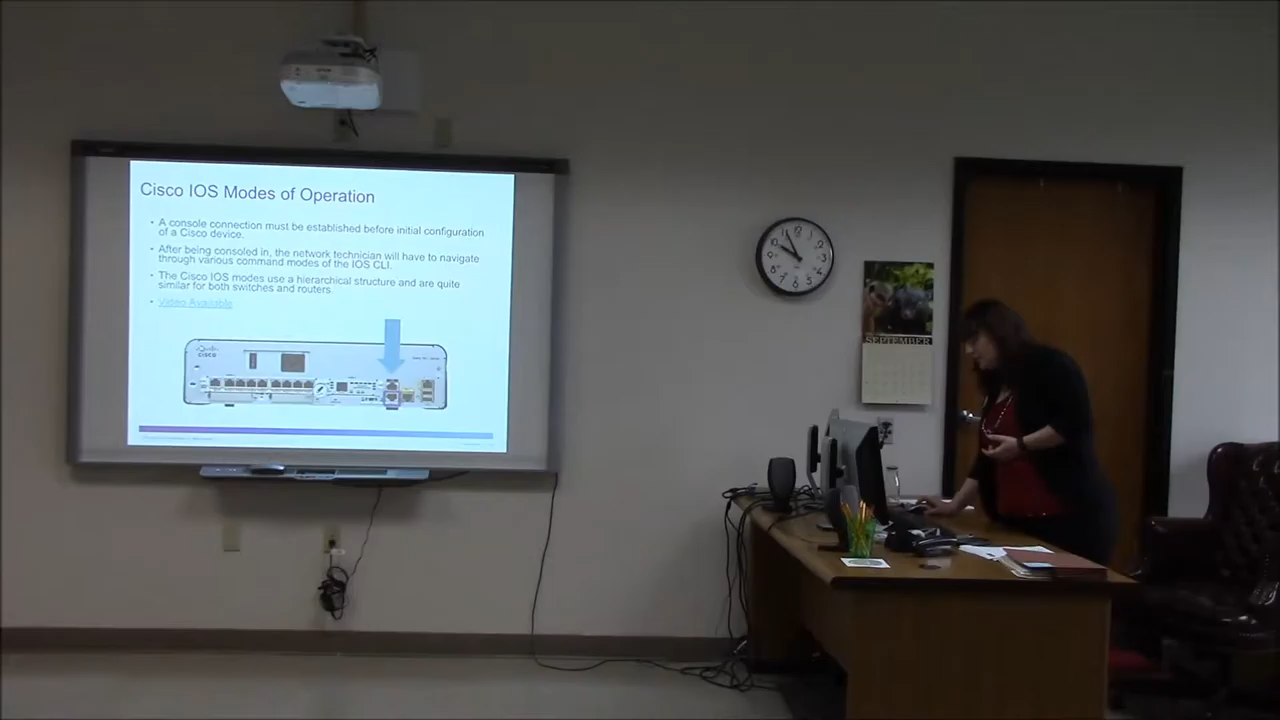 Cisco IOS Modes of Operation
• A console connection must be established before initial configuration
of a Cisco device.
• After being consoled in, the network technician will have to navigate
through various command modes of the IOS CLI.
• The Cisco IOS modes use a hierarchical structure and are quite
similar for both switches and routers.
• Video Available
CISCO
SEPTEMBER